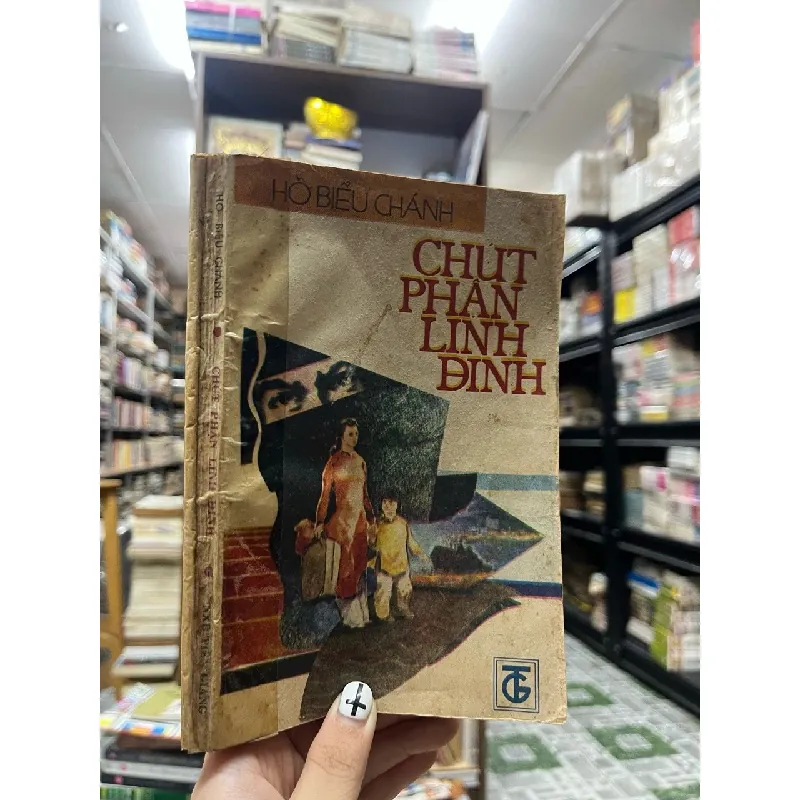 HỒ BIỂU CHÁNH
CHÚT
PHẬN
LINH
ĐINH
TG
HỒ BIỂU CHÁNH • CHÚT PHẬN LINH ĐINH